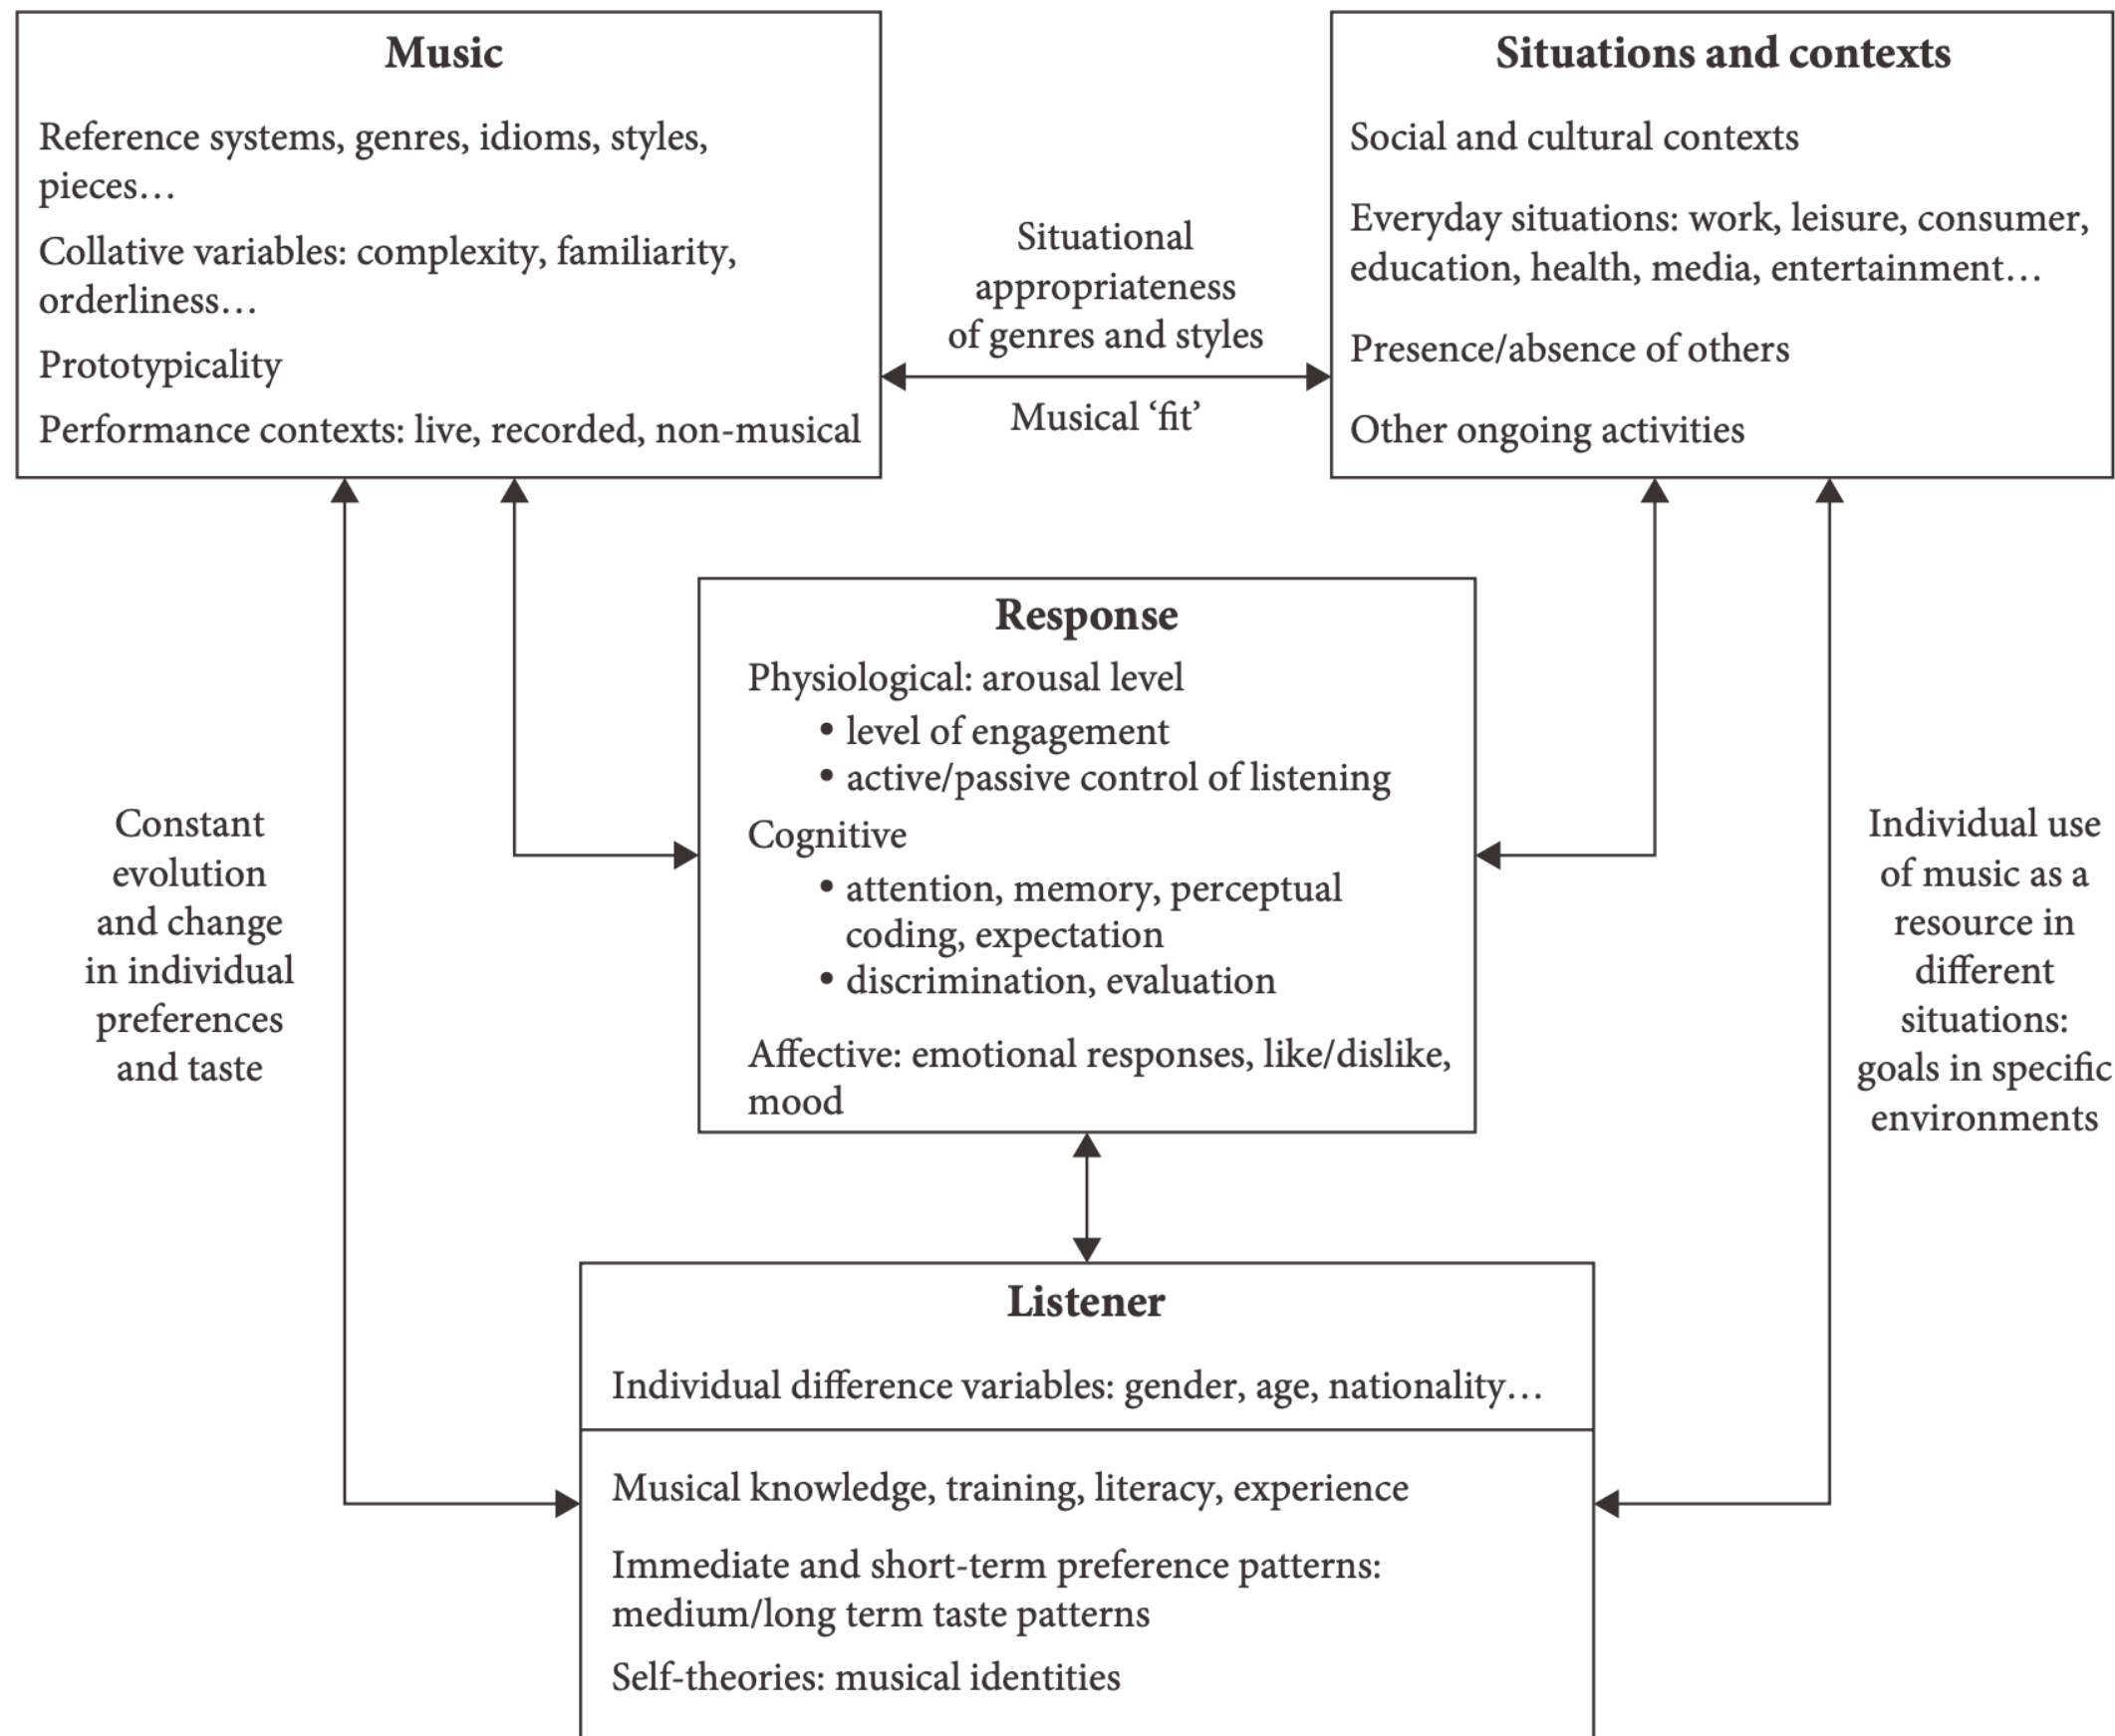 Music
Reference systems, genres, idioms, styles,
pieces…
Collative variables: complexity, familiarity,
orderliness…
Prototypicality
Performance contexts: live, recorded, non-musical
Situational
appropriateness
of genres and styles
Musical ‘fit’
Situations and contexts
Social and cultural contexts
Everyday situations: work, leisure, consumer,
education, health, media, entertainment…
Presence/absence of others
Other ongoing activities
Response
Physiological: arousal level
• level of engagement
• active/passive control of listening
Cognitive
• attention, memory, perceptual
coding, expectation
• discrimination, evaluation
Affective: emotional responses, like/dislike,
mood
Constant
evolution
and change
in individual
preferences
and taste
Individual use
of music as a
resource in
different
situations:
goals in specific
environments
Listener
Individual difference variables: gender, age, nationality…
Musical knowledge, training, literacy, experience
Immediate and short-term preference patterns:
medium/long term taste patterns
Self-theories: musical identities